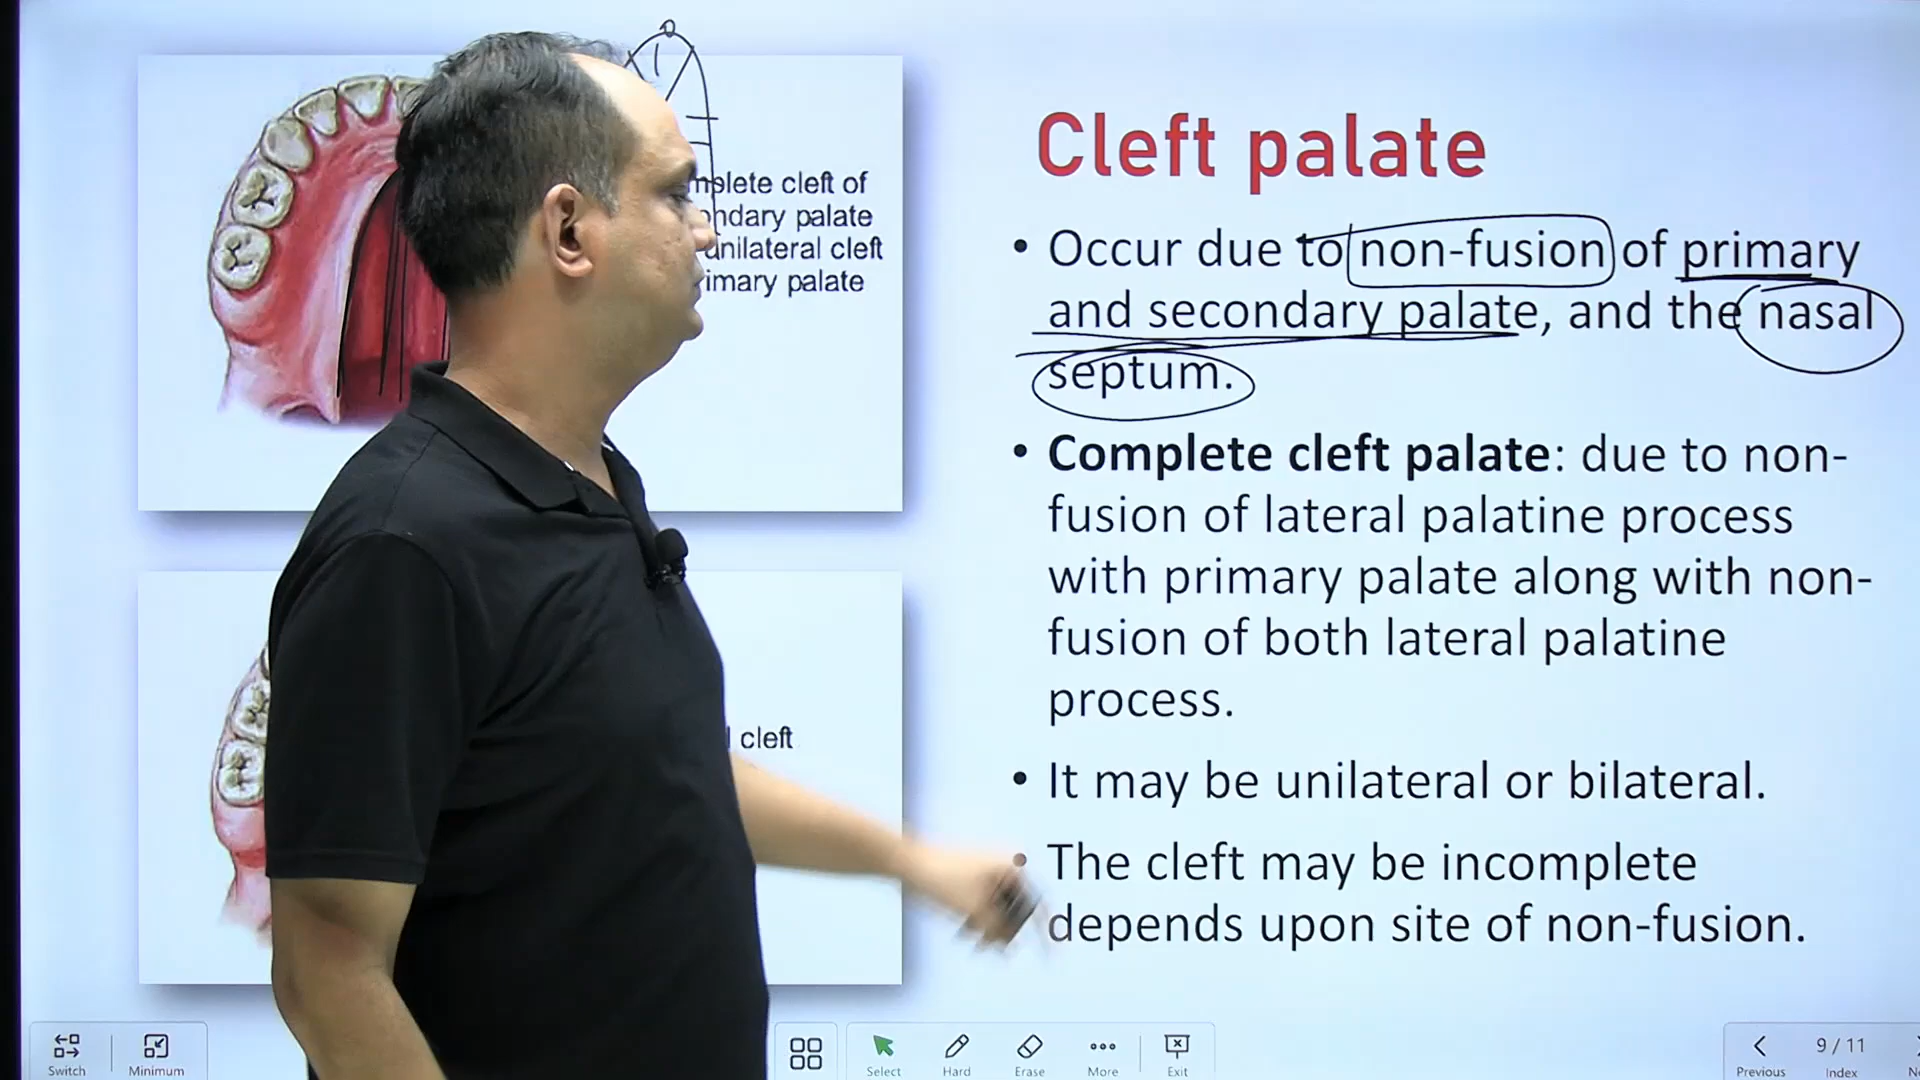 cleft of
palate
unilateral cleft
palate
cleft
Cleft palate
• Occur due to non-fusion of primary
and secondary palate, and the nasal
septum.
• Complete cleft palate: due to non-
fusion of lateral palatine process
with primary palate along with non-
fusion of both lateral palatine
process.
• It may be unilateral or bilateral.
• The cleft may be incomplete
depends upon site of non-fusion.
Switch
Minimum
Select
Hard
Erase
More
Exit
Previous
9 / 11
Index